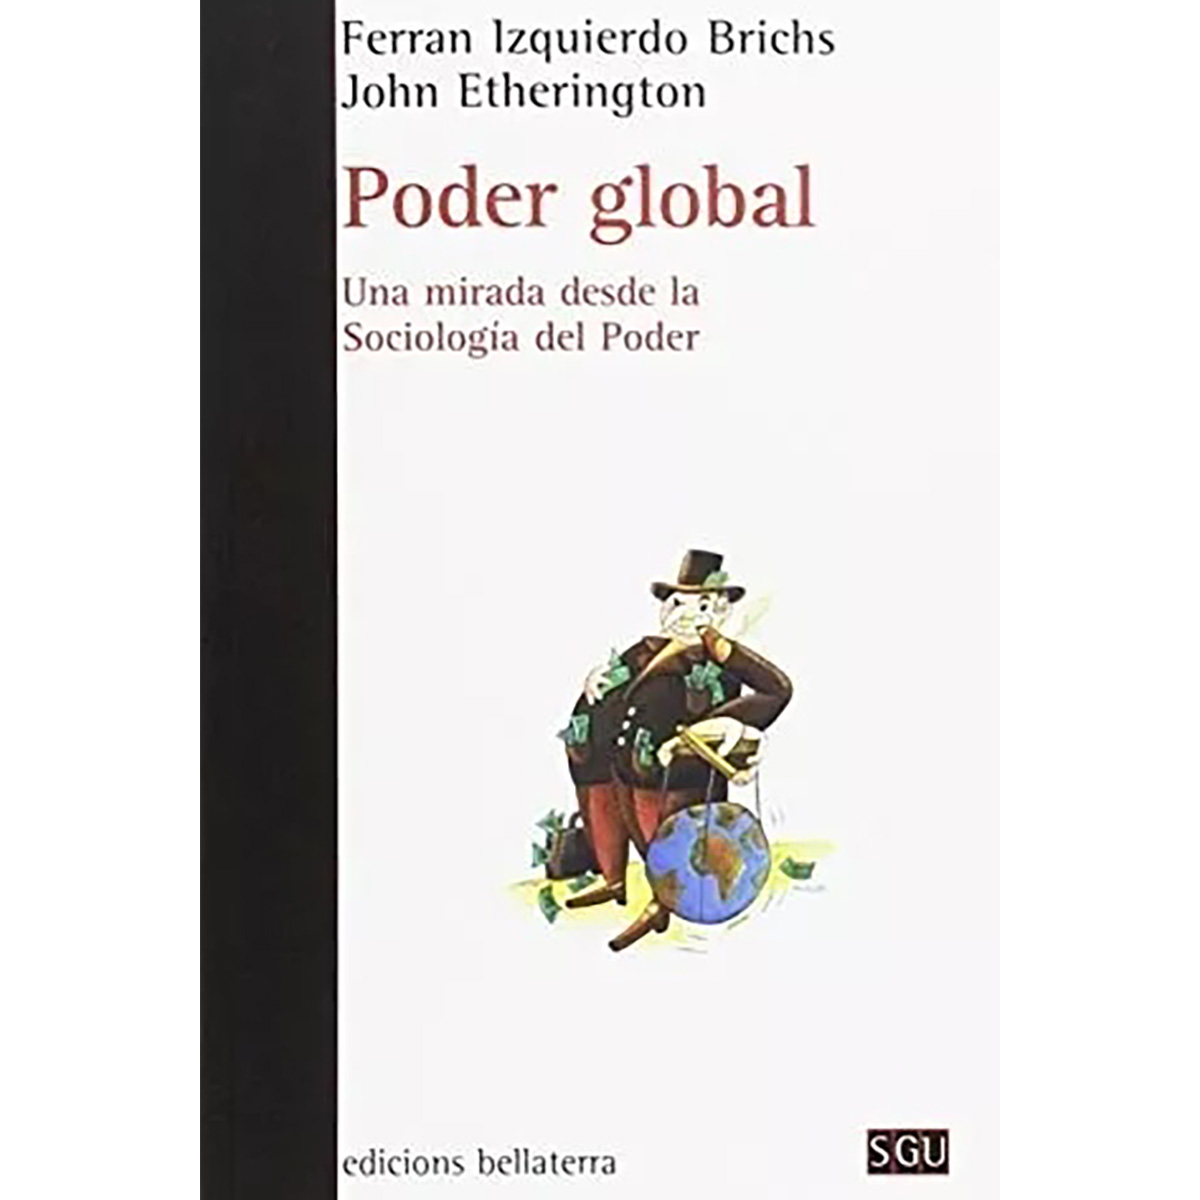 Ferran Izquierdo Brichs
John Etherington
Poder global
Una mirada desde la
Sociología del Poder
edicions bellaterra
SGU